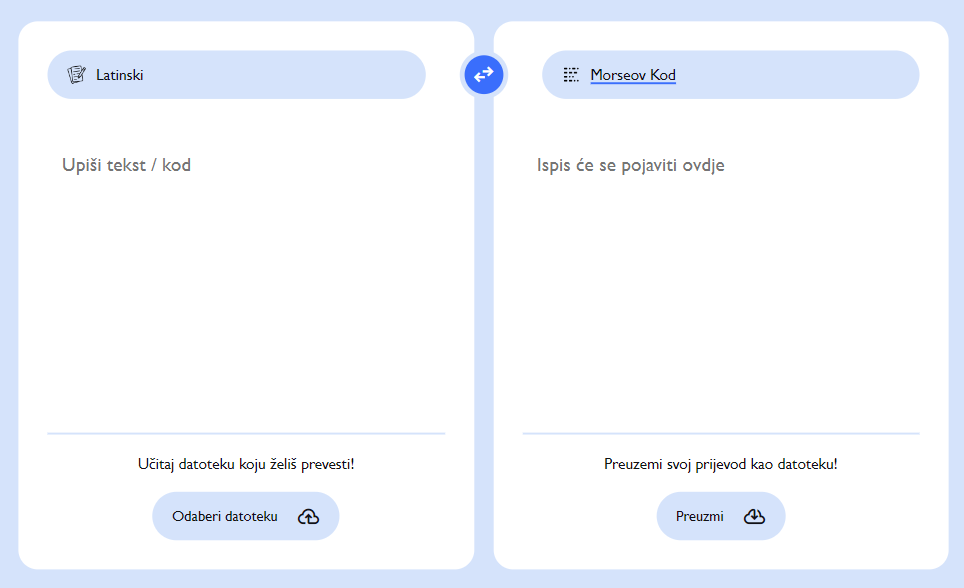 Latinski
Morseov Kod
Upiši tekst / kod
Ispis će se pojaviti ovdje
Učitaj datoteku koju želiš prevesti!
Preuzemi svoj prijevod kao datoteku!
Odaberi datoteku
Preuzmi